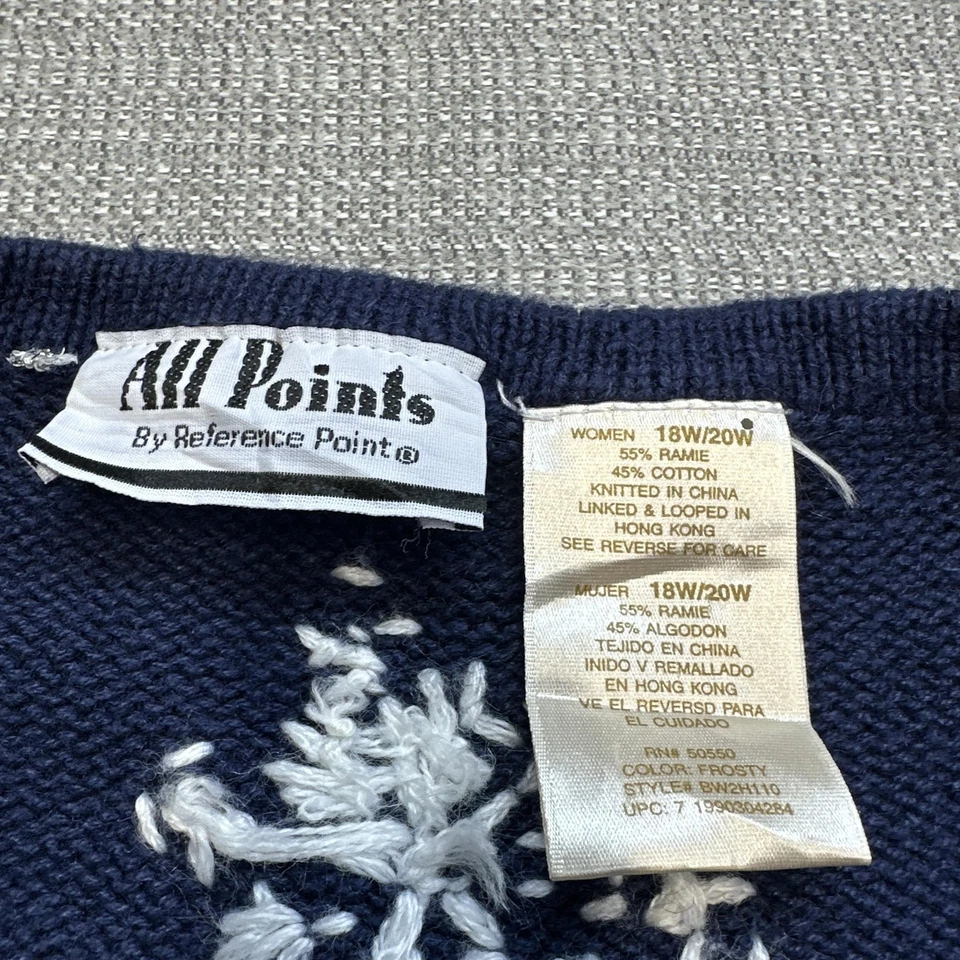 All Points
By Reference Point®
WOMEN 18W/20W
55% RAMIE
45% COTTON
KNITTED IN CHINA
LINKED & LOOPED IN
HONG KONG
SEE REVERSE FOR CARE
MUJER 18W/20W
55% RAMIE
45% ALGODON
TEJIDO EN CHINA
INIDO V REMALLADO
EN HONG KONG
VE EL REVERSD PARA
EL CUIDADO
RN# 50550
COLOR: FROSTY
STYLE# BW2H110
UPC: 7 1990304284